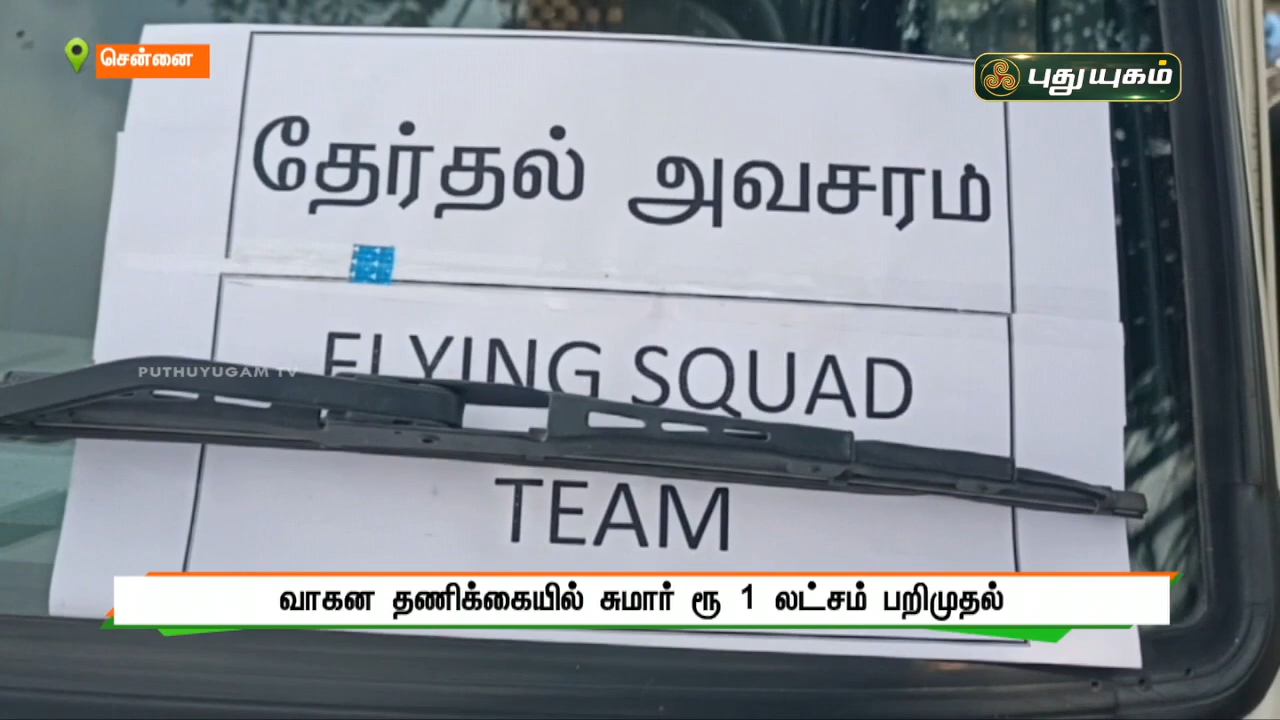 சென்னை
புதுயுகம்
தேர்தல் அவசரம்
FLYING SQUAD
PUTHUYUGAM TV
TEAM
வாகன தணிக்கையில் சுமார் ரூ 1 லட்சம் பறிமுதல்